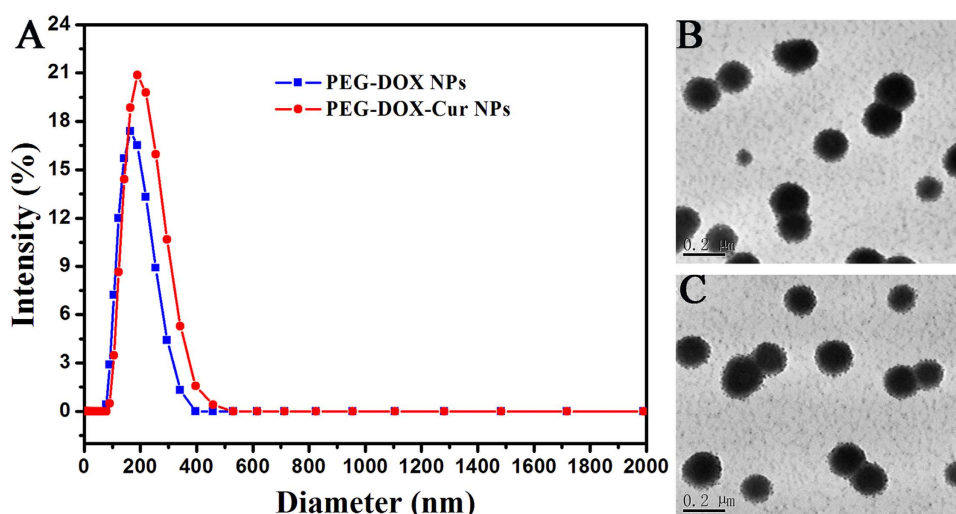 A
24
21
18
15
12
9
6
3
0
Intensity (%)
PEG-DOX NPs
PEG-DOX-Cur NPs
0 200 400 600 800 1000 1200 1400 1600 1800 2000
Diameter (nm)
B
0.2 μm
C
0.2 μm